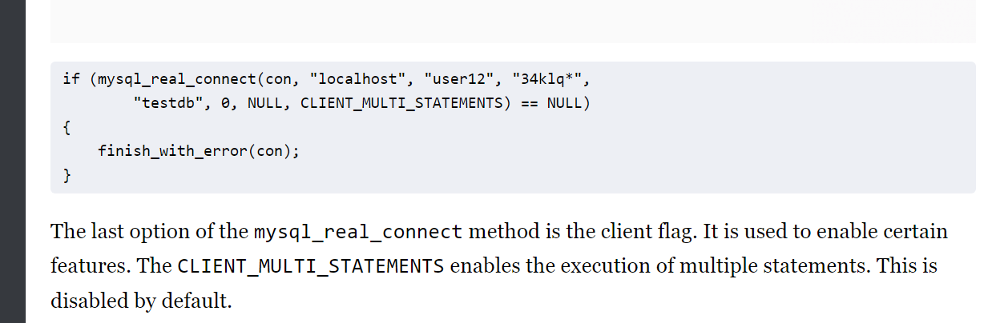 if (mysql_real_connect(con, "localhost", "user12", "34klq*",
"testdb", 0, NULL, CLIENT_MULTI_STATEMENTS) == NULL)
{
finish_with_error(con);
}
The last option of the mysql_real_connect method is the client flag. It is used to enable certain
features. The CLIENT_MULTI_STATEMENTS enables the execution of multiple statements. This is
disabled by default.